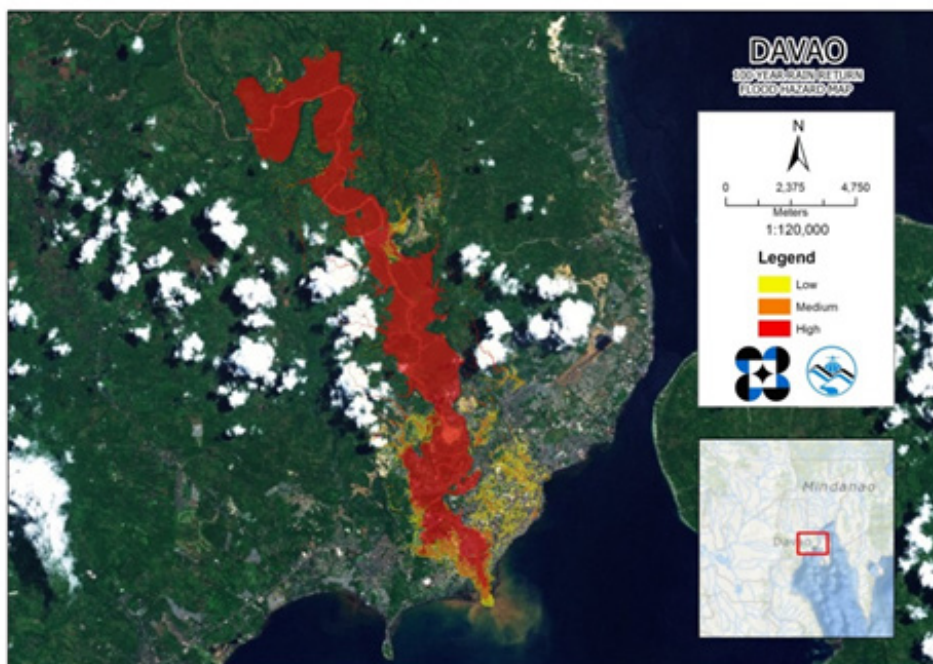 DAVAO
100 YEAR RAIN RETURN
FLOOD HAZARD MAP
N
0 2,375 4,750
Meters
1:120,000
Legend
Low
Medium
High
Mindanao
Davao